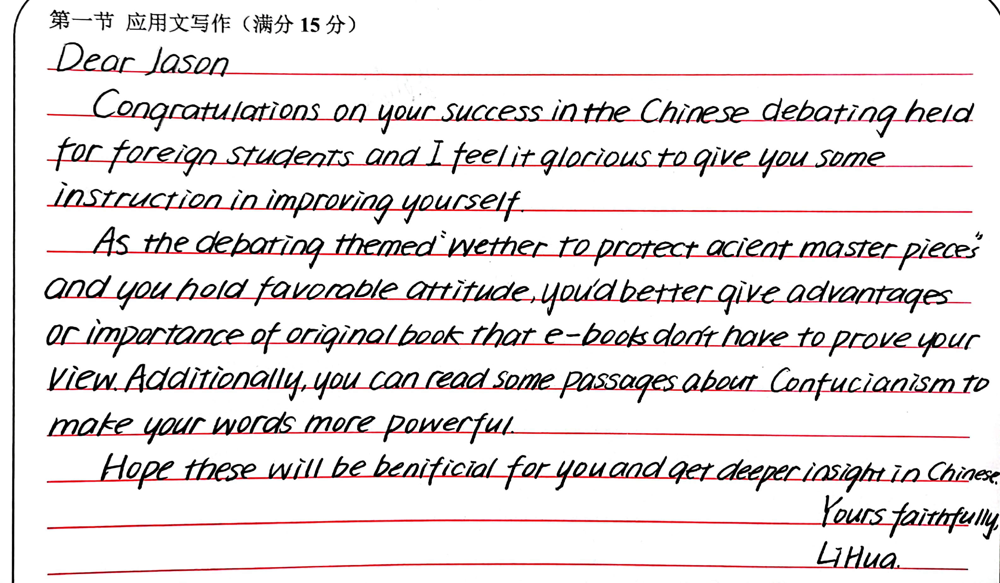 第一节 应用文写作（满分 15 分）
Dear Jason
Congratulations on your success in the Chinese debating held
for foreign students and I feel it glorious to give you some
instruction in improving yourself.
As the debating themed "wether to protect acient master pieces"
and you hold favorable attitude, you'd better give advantages
or importance of original book that e-books don't have to prove your
view. Additionally, you can read some passages about Confucianism to
make your words more powerful.
Hope these will be benificial for you and get deeper insight in Chinese.
Yours faithfully,
Li Hua.